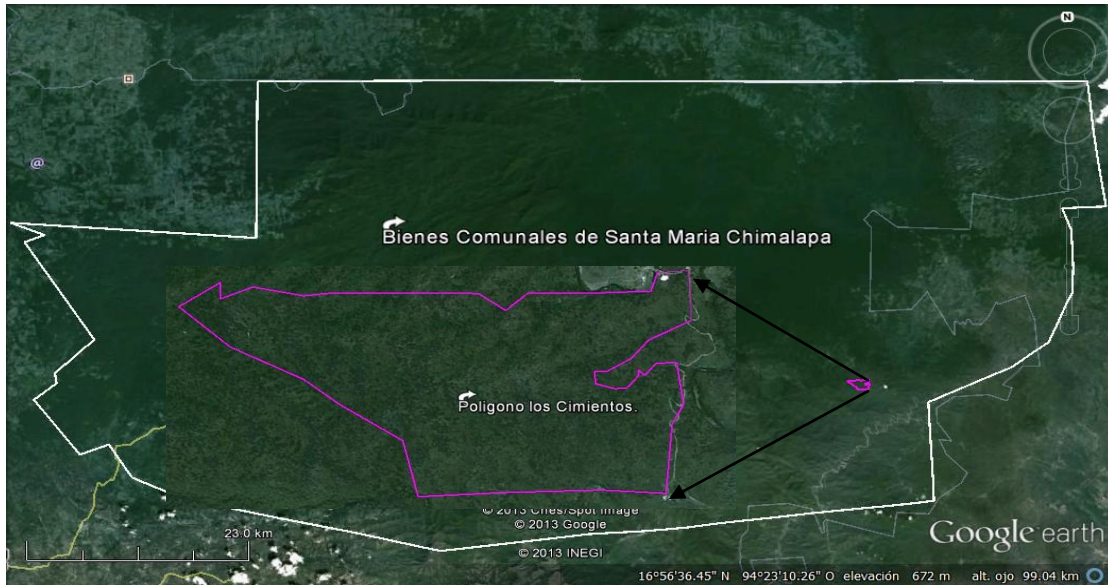 N
@
Bienes Comunales de Santa Maria Chimalapa
Poligono los Cimientos.
© 2013 Cnes/Spot Image
© 2013 Google
23.0 km
© 2013 INEGI
Google earth
16°56'36.45" N 94°23'10.26" O elevación 672 m alt. ojo 99.04 km